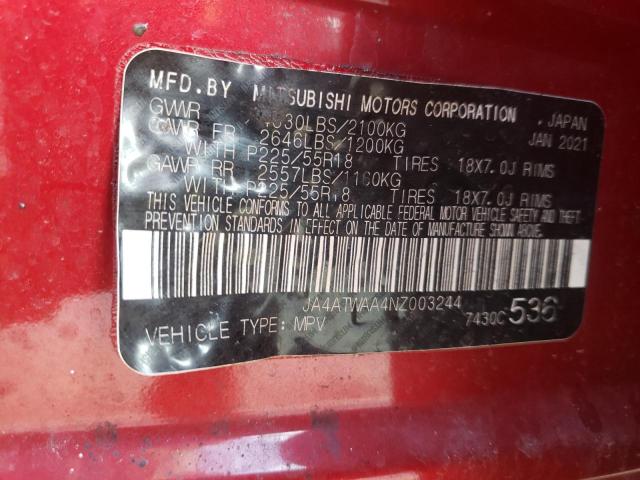 MFD.BY MITSUBISHI MOTORS CORPORATION JAPAN
GVWR 4630LBS/2100KG JAN 2021
GAWR FR 2646LBS/1200KG
WITH P225/55R18 TIRES 18X7.0J RIMS
GAWR RR 2557LBS/1160KG
WITH P225/55R18 TIRES 18X7.0J RIMS
THIS VEHICLE CONFORMS TO ALL APPLICABLE FEDERAL MOTOR VEHICLE SAFETY AND THEFT
PREVENTION STANDARDS IN EFFECT ON THE DATE OF MANUFACTURE SHOWN ABOVE.
JA4ATWAA4NZ003244
VEHICLE TYPE: MPV 7430C 536